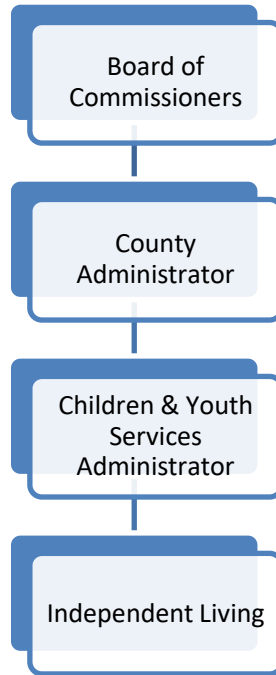 Board of
Commissioners
County
Administrator
Children & Youth
Services
Administrator
Independent Living